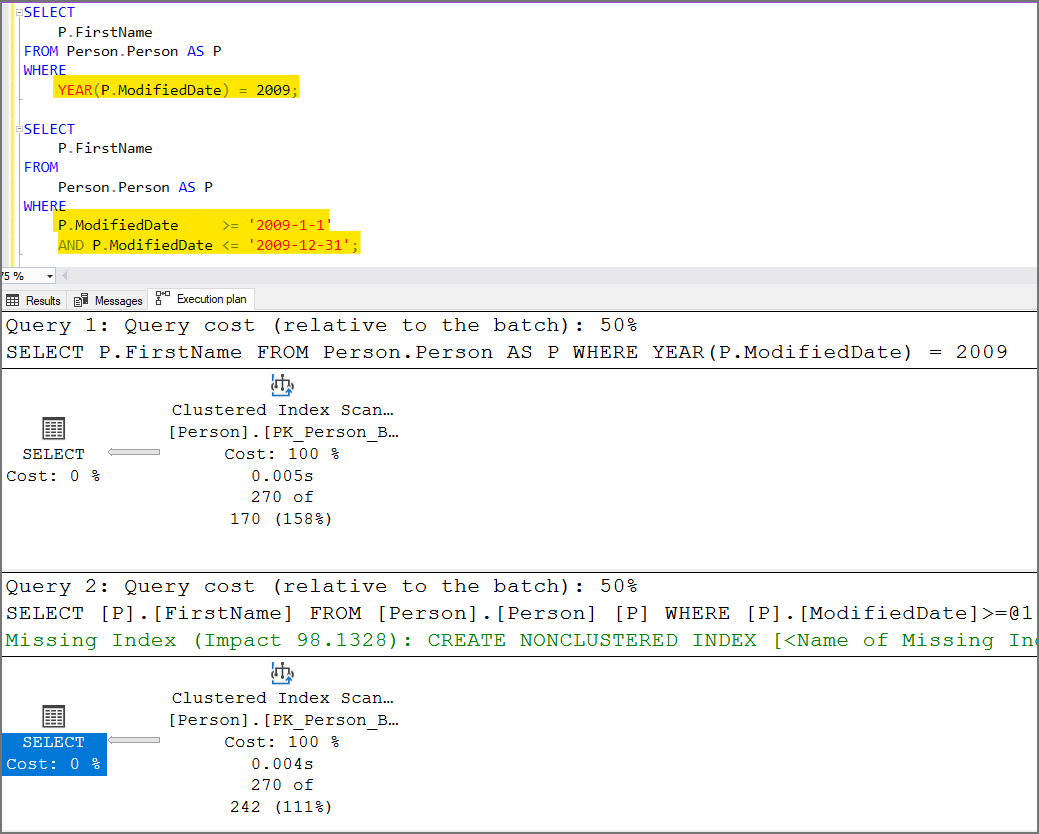 SELECT
P.FirstName
FROM Person.Person AS P
WHERE
YEAR(P.ModifiedDate) = 2009;
SELECT
P.FirstName
FROM
Person.Person AS P
WHERE
P.ModifiedDate >= '2009-1-1'
AND P.ModifiedDate <= '2009-12-31';
75 %
Results Messages Execution plan
Query 1: Query cost (relative to the batch): 50%
SELECT P.FirstName FROM Person.Person AS P WHERE YEAR(P.ModifiedDate) = 2009
Clustered Index Scan…
[Person].[PK_Person_B…
SELECT
Cost: 100 %
Cost: 0 %
0.005s
270 of
170 (158%)
Query 2: Query cost (relative to the batch): 50%
SELECT [P].[FirstName] FROM [Person].[Person] [P] WHERE [P].[ModifiedDate]>=@1
Missing Index (Impact 98.1328): CREATE NONCLUSTERED INDEX [<Name of Missing In
Clustered Index Scan…
[Person].[PK_Person_B…
SELECT
Cost: 100 %
Cost: 0 %
0.004s
270 of
242 (111%)